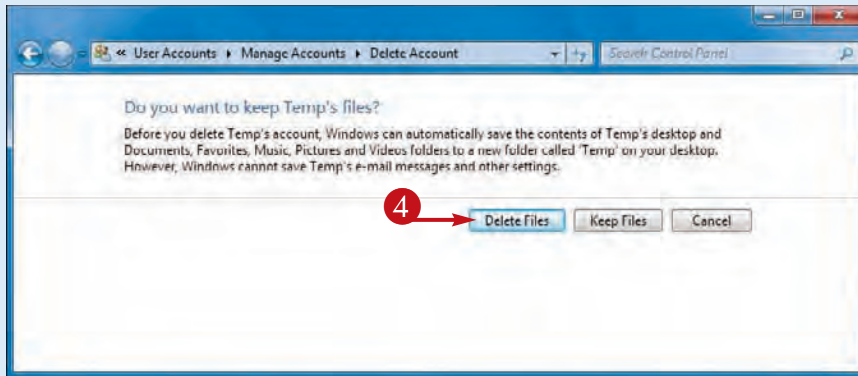 « User Accounts ▸ Manage Accounts ▸ Delete Account Search Control Panel
Do you want to keep Temp's files?
Before you delete Temp's account, Windows can automatically save the contents of Temp's desktop and
Documents, Favorites, Music, Pictures and Videos folders to a new folder called 'Temp' on your desktop.
However, Windows cannot save Temp's e-mail messages and other settings.
4 Delete Files Keep Files Cancel